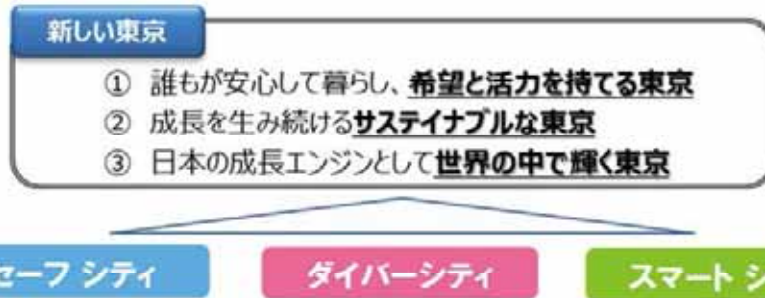 新しい東京
① 誰もが安心して暮らし、希望と活力を持てる東京
② 成長を生み続けるサステイナブルな東京
③ 日本の成長エンジンとして世界の中で輝く東京
セーフ シティ
ダイバーシティ
スマート シ